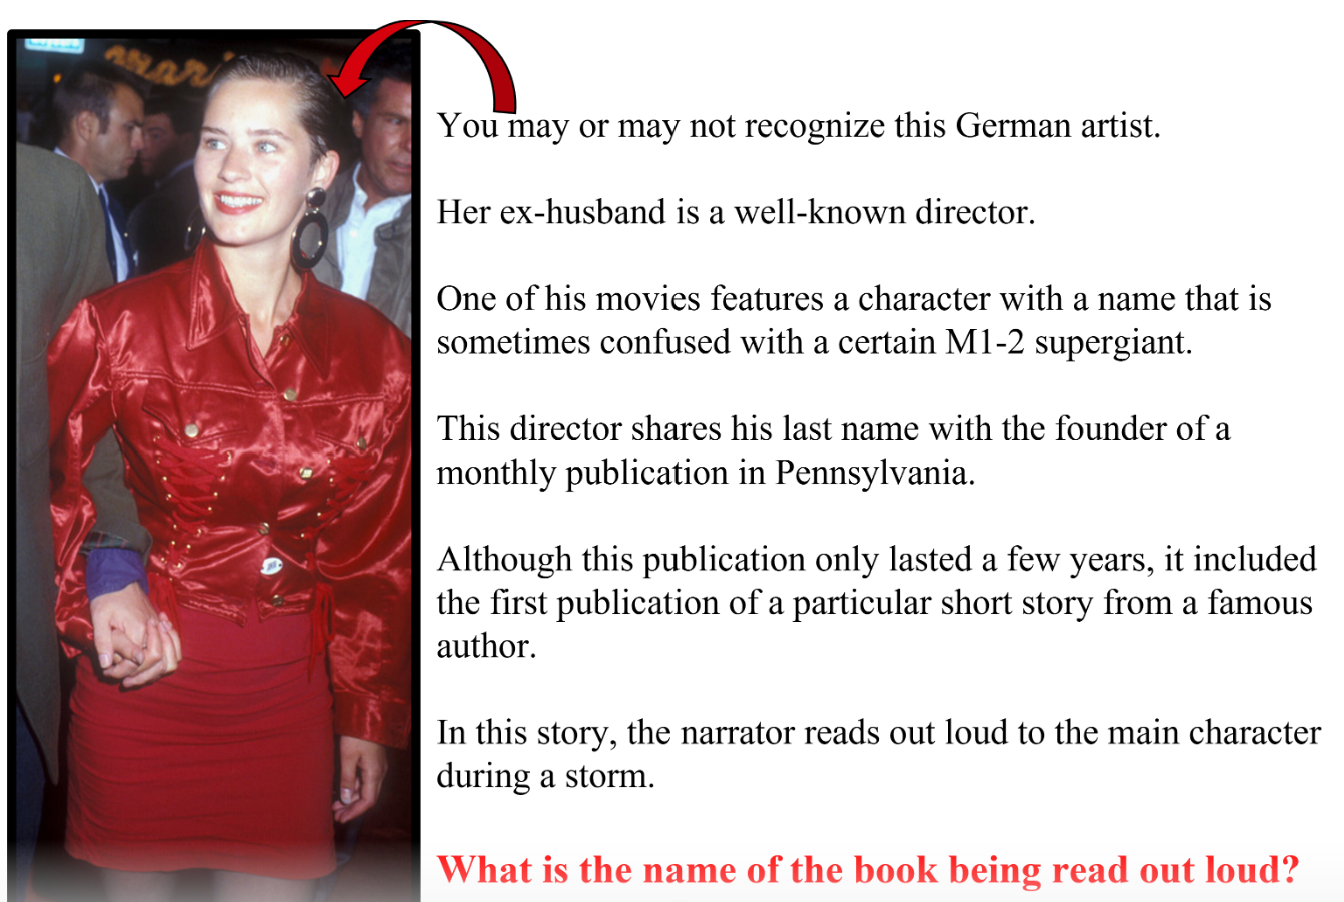 You may or may not recognize this German artist.
Her ex-husband is a well-known director.
One of his movies features a character with a name that is
sometimes confused with a certain M1-2 supergiant.
This director shares his last name with the founder of a
monthly publication in Pennsylvania.
Although this publication only lasted a few years, it included
the first publication of a particular short story from a famous
author.
In this story, the narrator reads out loud to the main character
during a storm.
What is the name of the book being read out loud?